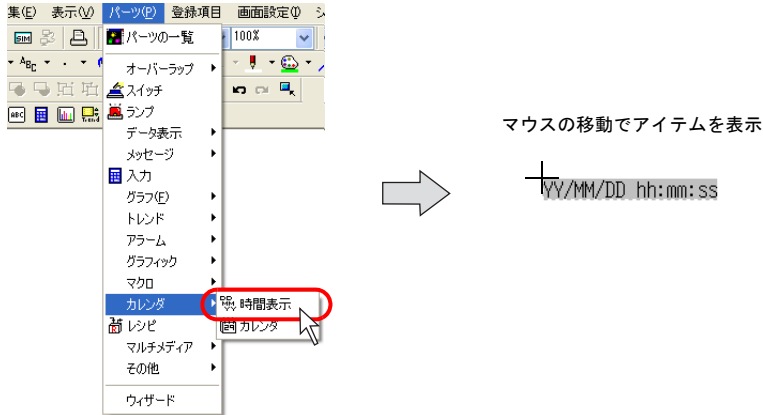 集(E) 表示(V) パーツ(P) 登録項目 画面設定(I)
SIM パーツの一覧 100%
ABC オーバーラップ
スイッチ
ABC ランプ
データ表示
メッセージ
入力
グラフ(F)
トレンド
アラーム
グラフィック
マクロ
カレンダ 時間表示
レシピ カレンダ
マルチメディア
その他
ウィザード
マウスの移動でアイテムを表示
YY/MM/DD hh:mm:ss